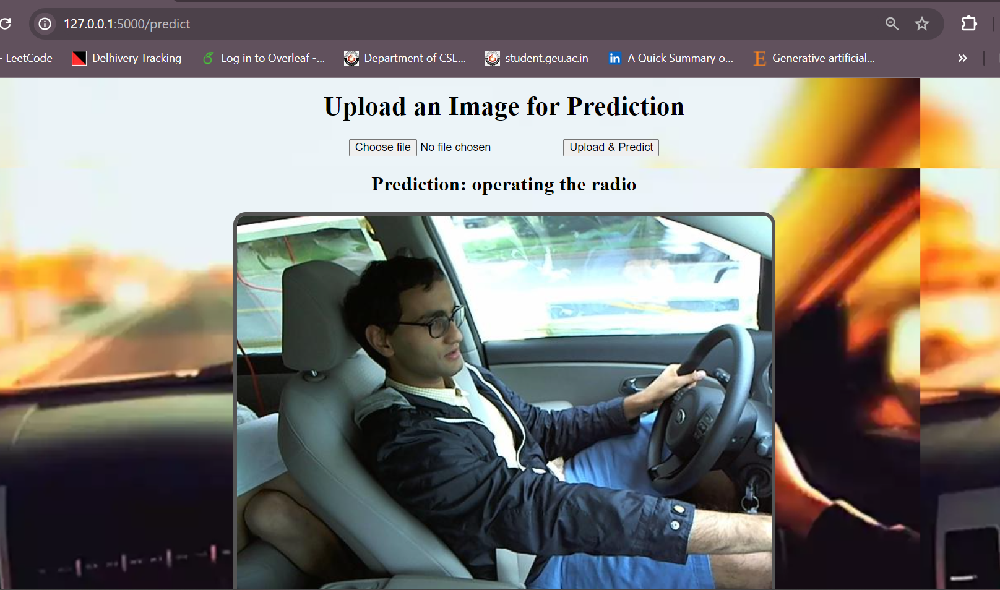 127.0.0.1:5000/predict
- LeetCode
Delhivery Tracking
Log in to Overleaf -...
Department of CSE...
student.geu.ac.in
in
A Quick Summary o...
E
Generative artificial...
»
Upload an Image for Prediction
Choose file No file chosen
Upload & Predict
Prediction: operating the radio